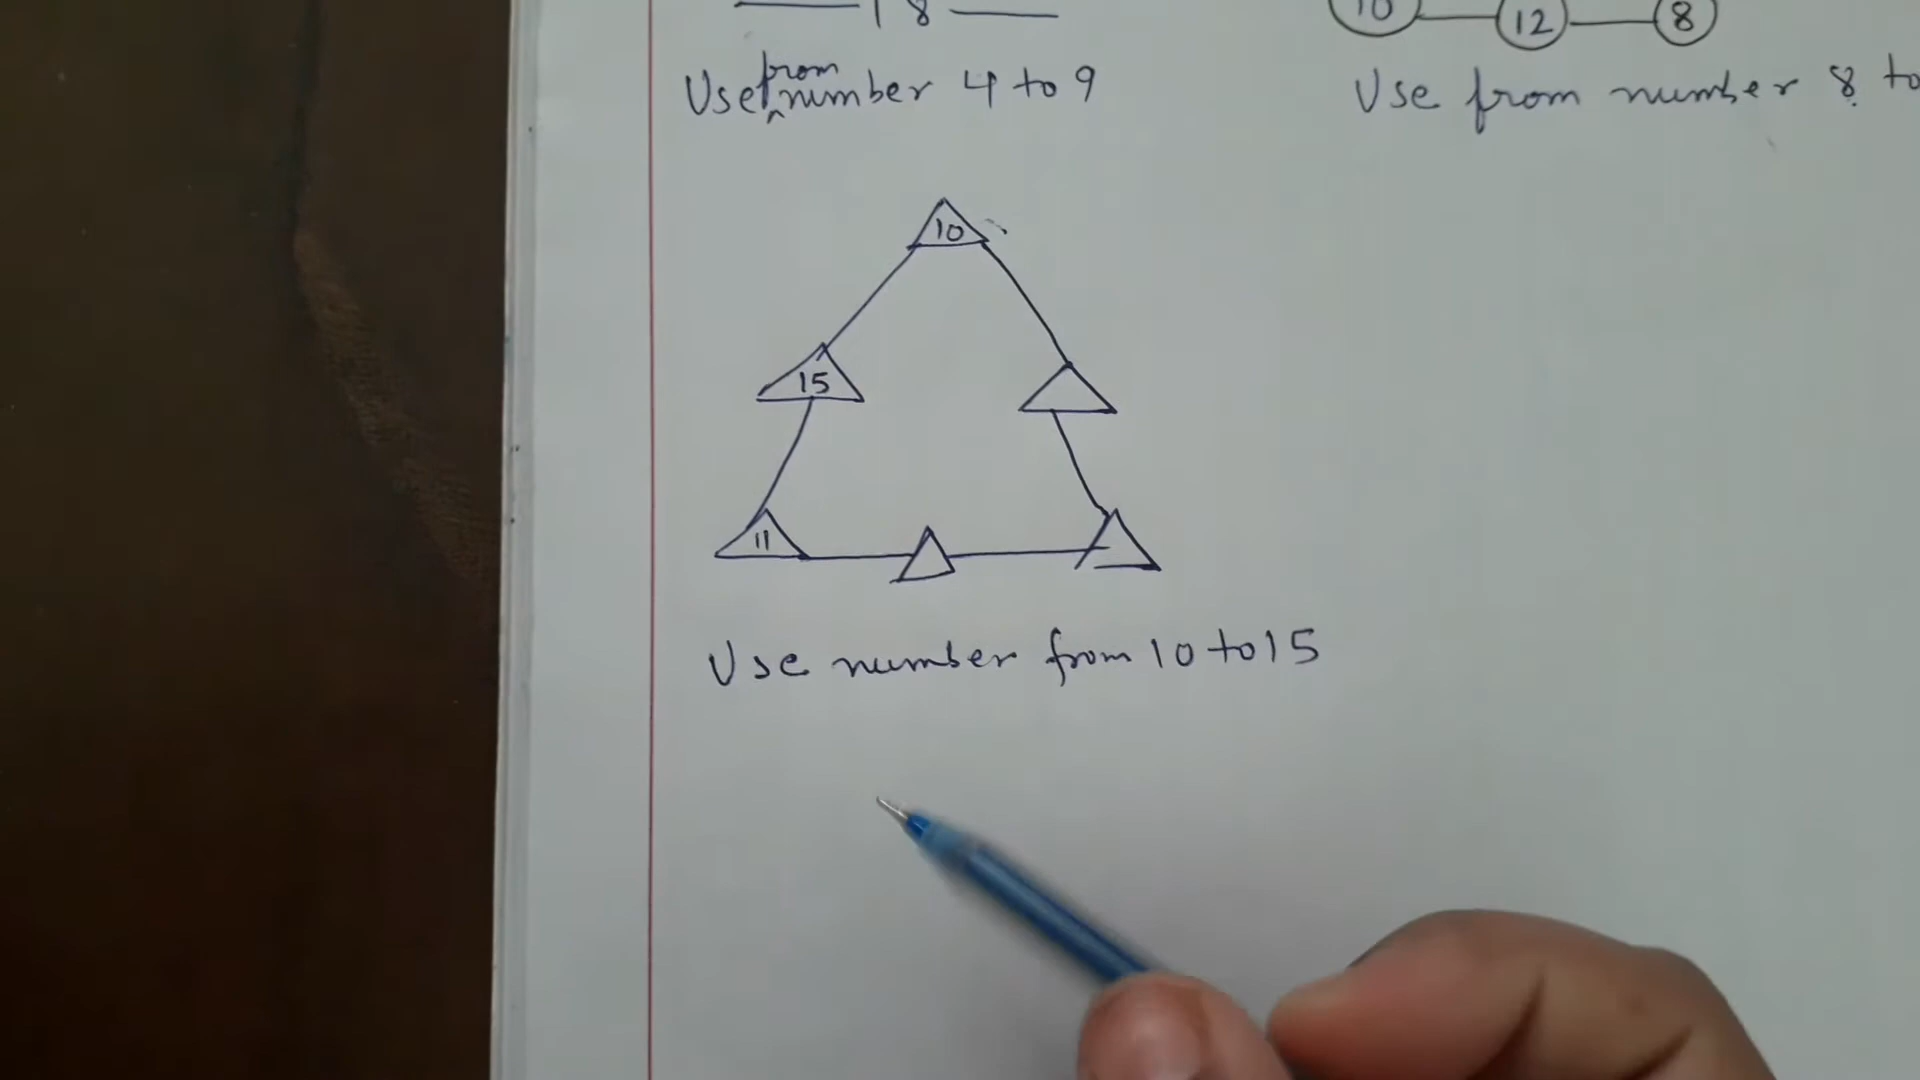 18
10 12 8
Use from number 4 to 9
Use from number 8 to
10
15
11
Use number from 10 to 15